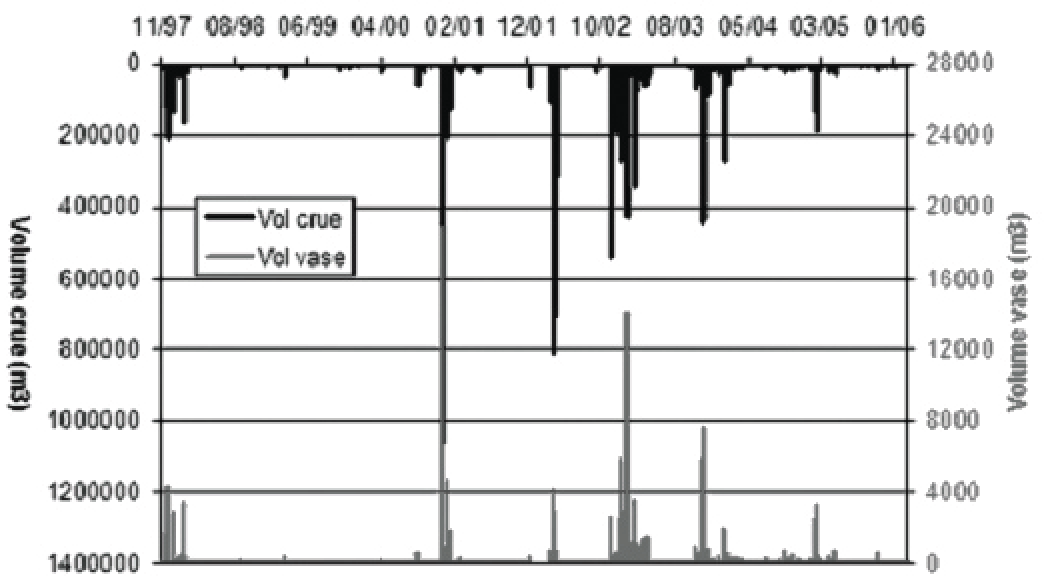 11/97 08/98 06/99 04/00 02/01 12/01 10/02 08/03 05/04 03/05 01/06
0 28000
200000 24000
400000 20000
600000 16000
800000 12000
1000000 8000
1200000 4000
1400000 0
Vol crue
Vol vase
Volume crue (m3)
Volume vase (m3)